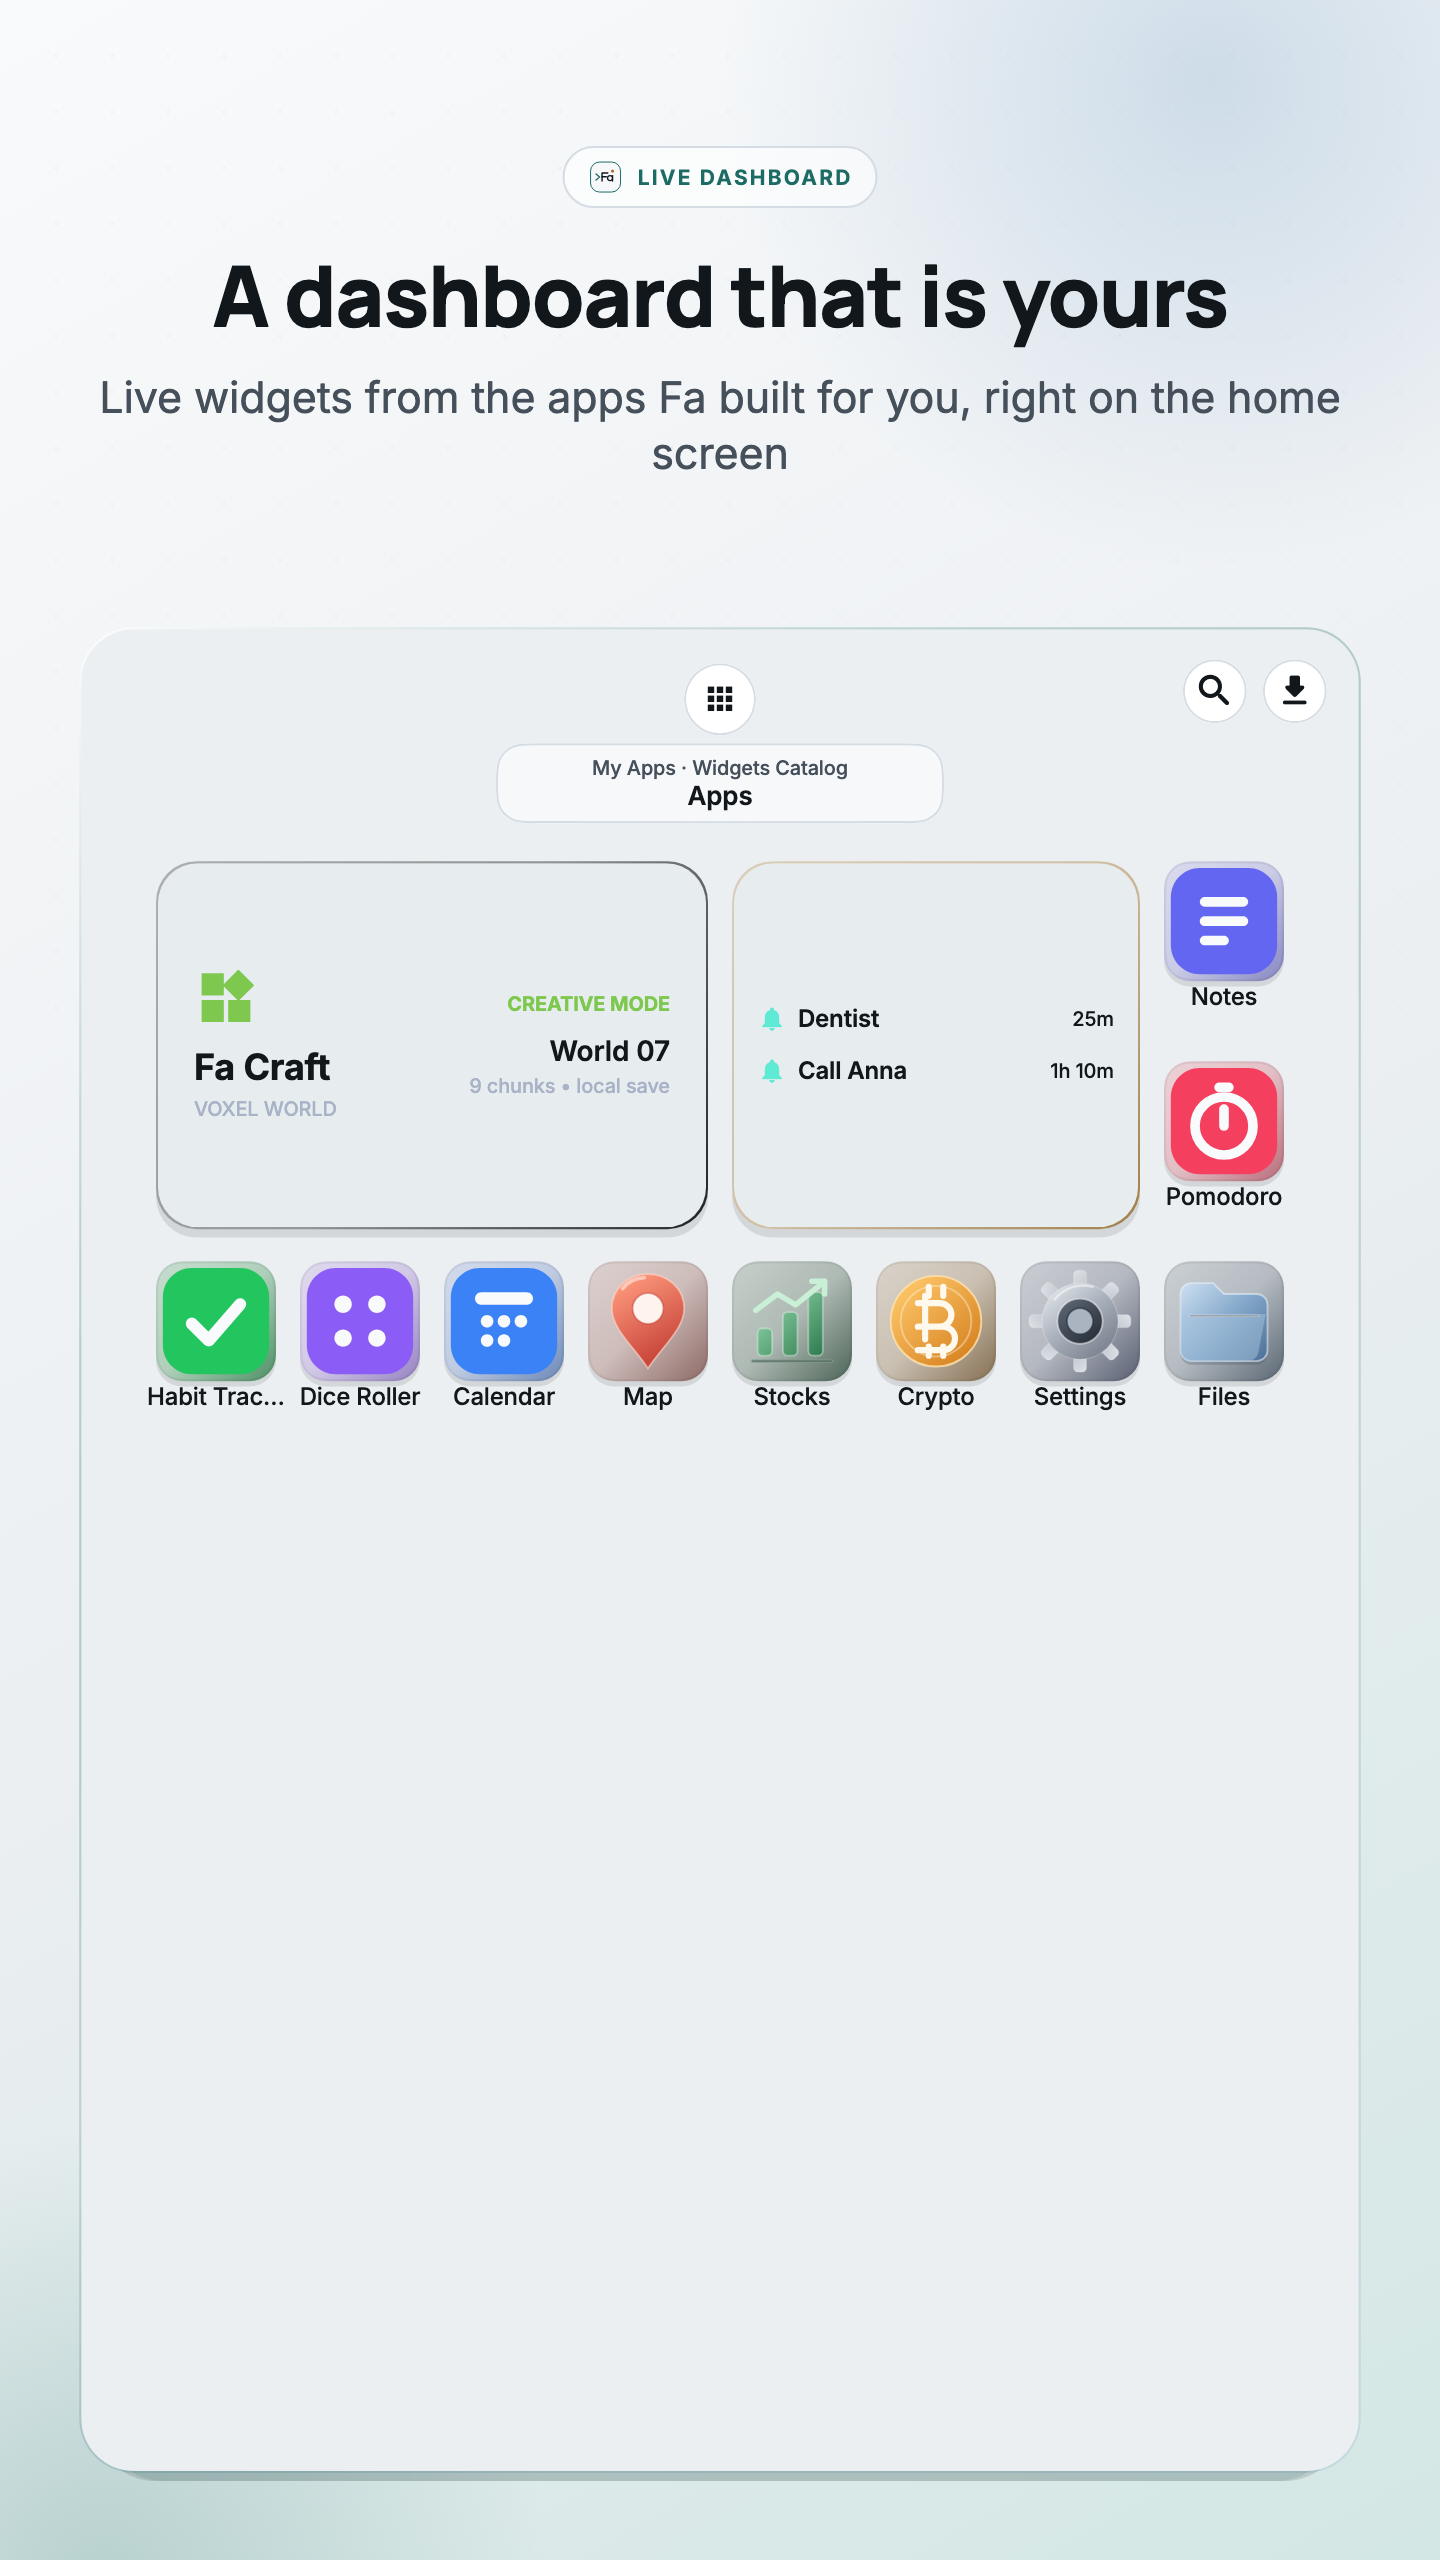 >Fa LIVE DASHBOARD
A dashboard that is yours
Live widgets from the apps Fa built for you, right on the home
screen
My Apps · Widgets Catalog
Apps
Fa Craft
VOXEL WORLD
CREATIVE MODE
World 07
9 chunks • local save
Dentist 25m
Call Anna 1h 10m
Notes
Pomodoro
Habit Trac... Dice Roller Calendar Map Stocks Crypto Settings Files